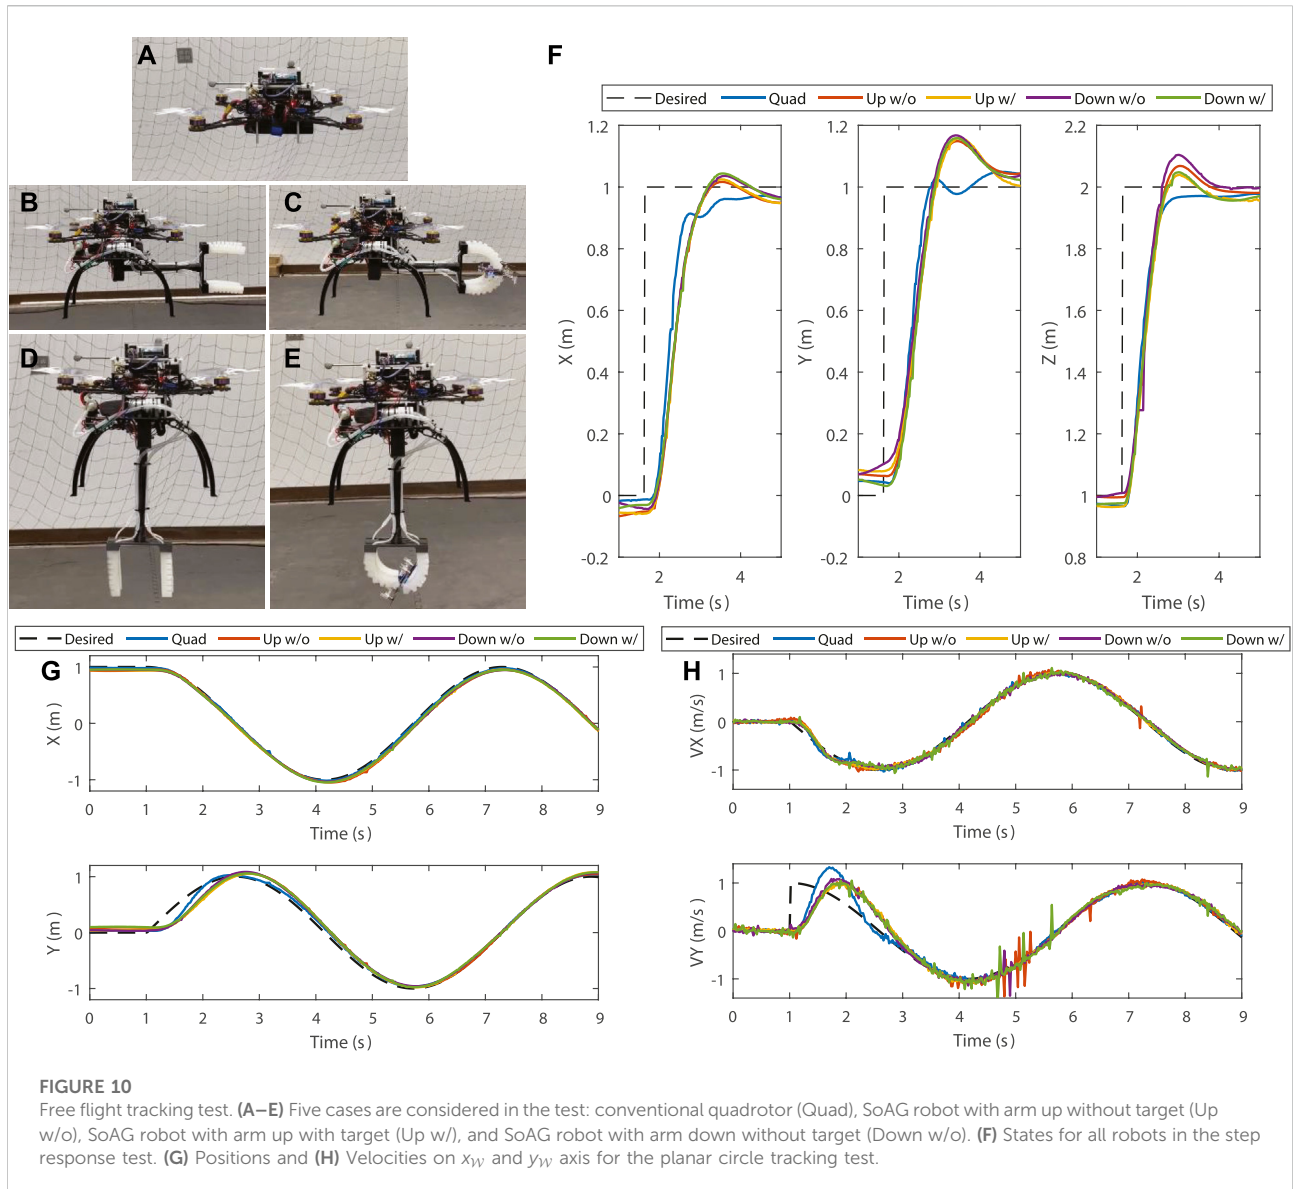 A
B
C
D
E
F
Desired Quad Up w/o Up w/ Down w/o Down w/
1.2
1
0.8
0.6
0.4
0.2
0
-0.2
X (m)
2 4
Time (s)
1.2
1
0.8
0.6
0.4
0.2
0
-0.2
Y (m)
2 4
Time (s)
2.2
2
1.8
1.6
1.4
1.2
1
0.8
Z (m)
2 4
Time (s)
Desired Quad Up w/o Up w/ Down w/o Down w/
G
1
0
-1
X (m)
0 1 2 3 4 5 6 7 8 9
Time (s)
1
0
-1
Y (m)
0 1 2 3 4 5 6 7 8 9
Time (s)
Desired Quad Up w/o Up w/ Down w/o Down w/
H
1
0
-1
VX (m/s)
0 1 2 3 4 5 6 7 8 9
Time (s)
1
0
-1
VY (m/s)
0 1 2 3 4 5 6 7 8 9
Time (s)
FIGURE 10
Free flight tracking test. (A–E) Five cases are considered in the test: conventional quadrotor (Quad), SoAG robot with arm up without target (Up
w/o), SoAG robot with arm up with target (Up w/), and SoAG robot with arm down without target (Down w/o). (F) States for all robots in the step
response test. (G) Positions and (H) Velocities on x𝒲 and y𝒲 axis for the planar circle tracking test.